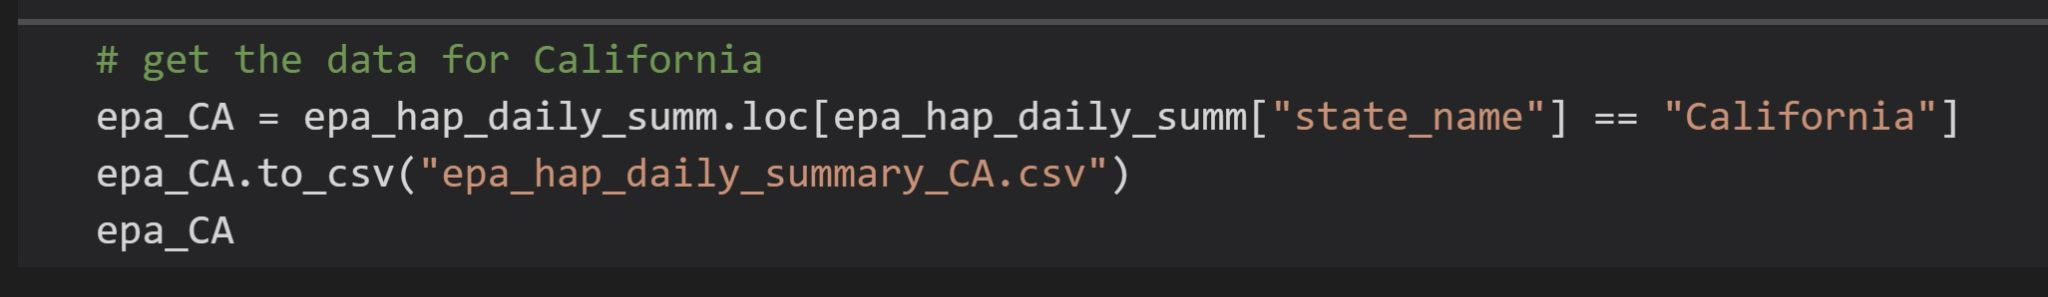 # get the data for California
epa_CA = epa_hap_daily_summ.loc[epa_hap_daily_summ["state_name"] == "California"]
epa_CA.to_csv("epa_hap_daily_summary_CA.csv")
epa_CA